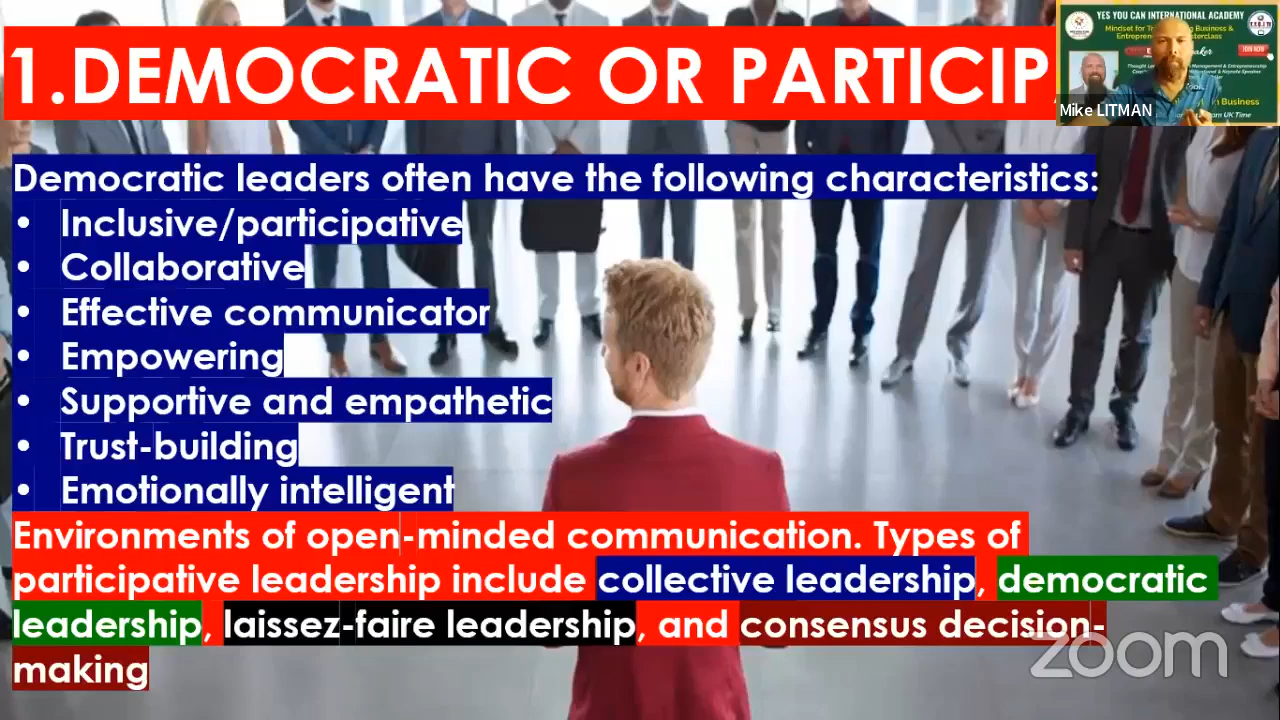 1.DEMOCRATIC OR PARTICIP
YES YOU CAN INTERNATIONAL ACADEMY
Mike LITMAN
JOIN NOW
Democratic leaders often have the following characteristics:
• Inclusive/participative
• Collaborative
• Effective communicator
• Empowering
• Supportive and empathetic
• Trust-building
• Emotionally intelligent
Environments of open-minded communication. Types of
participative leadership include collective leadership, democratic
leadership, laissez-faire leadership, and consensus decision-
making
zoom